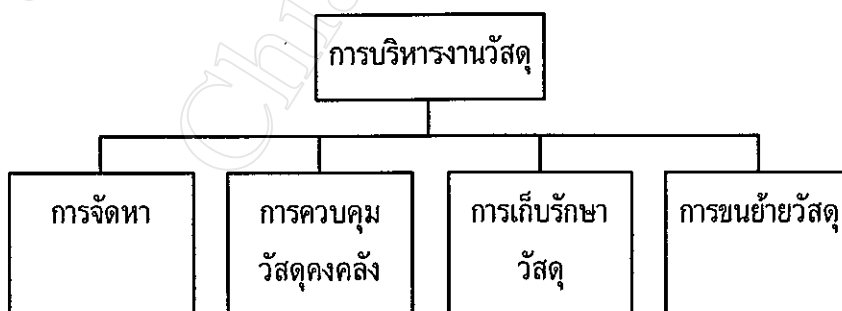 การบริหารงานวัสดุ
การจัดหา
การควบคุม
วัสดุคงคลัง
การเก็บรักษา
วัสดุ
การขนย้ายวัสดุ